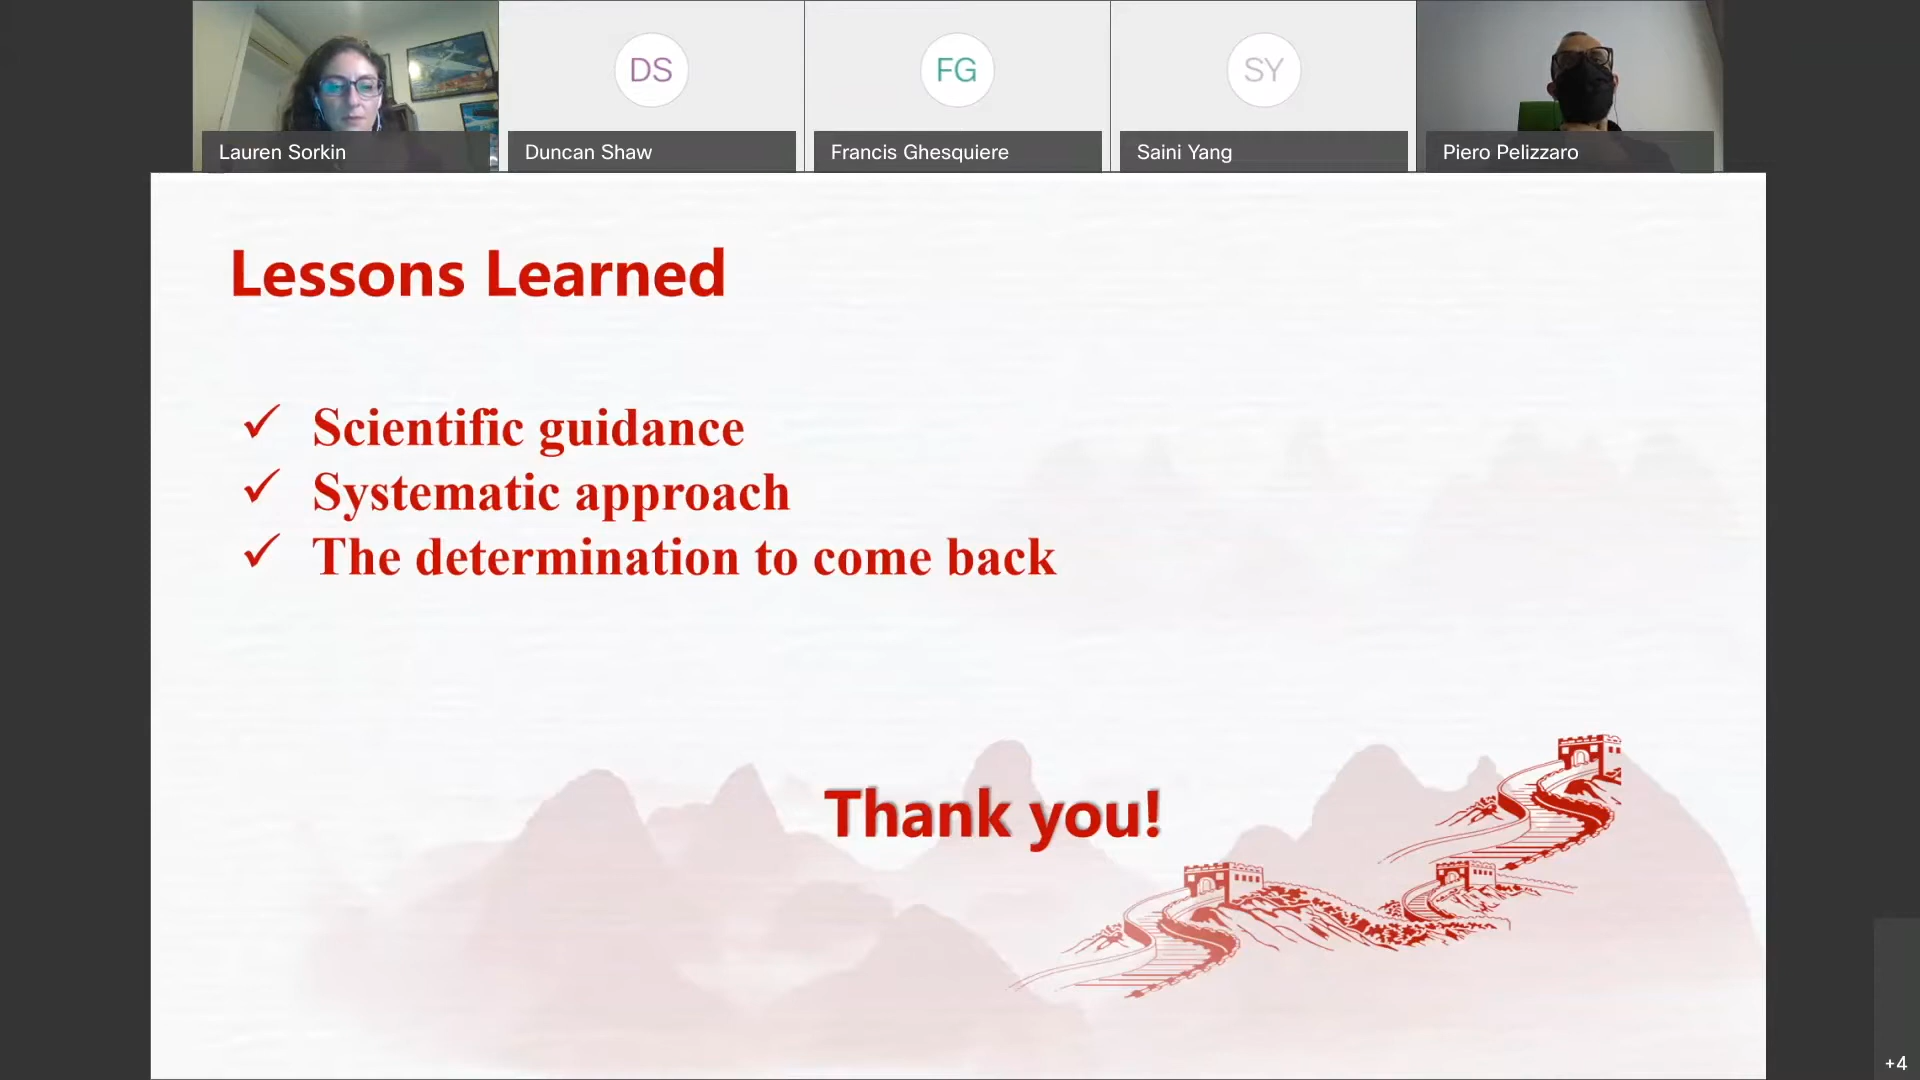 DS
FG
SY
Lauren Sorkin
Duncan Shaw
Francis Ghesquiere
Saini Yang
Piero Pelizzaro
Lessons Learned
✓ Scientific guidance
✓ Systematic approach
✓ The determination to come back
Thank you!
+4